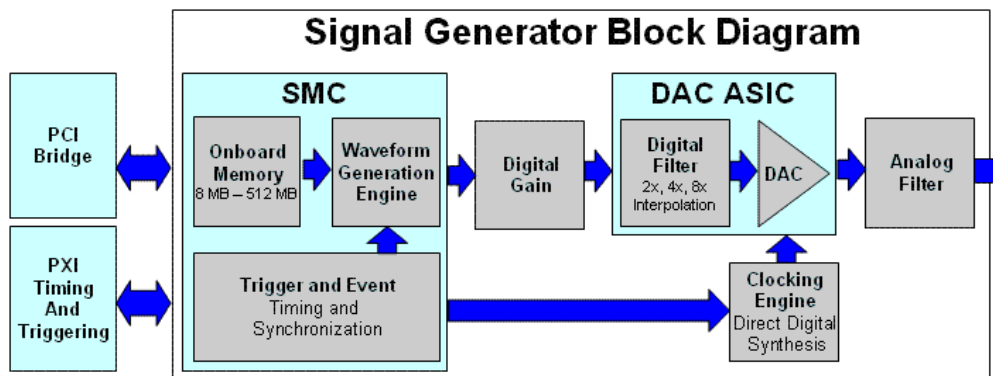 Signal Generator Block Diagram
PCI
Bridge
PXI
Timing
And
Triggering
SMC
Onboard
Memory
8 MB – 512 MB
Waveform
Generation
Engine
Trigger and Event
Timing and
Synchronization
Digital
Gain
DAC ASIC
Digital
Filter
2x, 4x, 8x
Interpolation
DAC
Clocking
Engine
Direct Digital
Synthesis
Analog
Filter